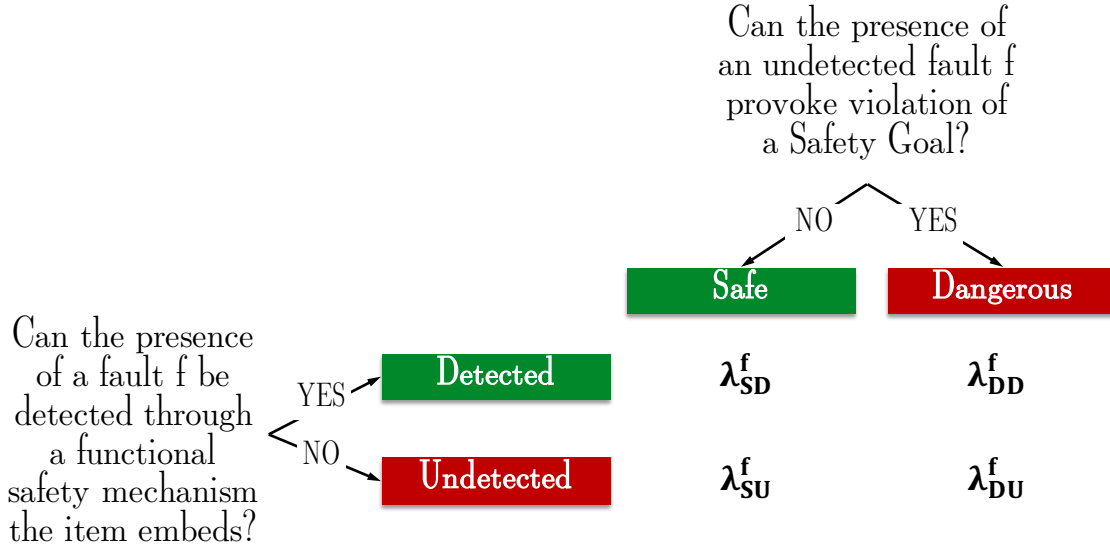 Can the presence of
an undetected fault f
provoke violation of
a Safety Goal?
NO YES
Safe Dangerous
Can the presence
of a fault f be
detected through
a functional
safety mechanism
the item embeds?
YES
NO
Detected λ^f_SD λ^f_DD
Undetected λ^f_SU λ^f_DU